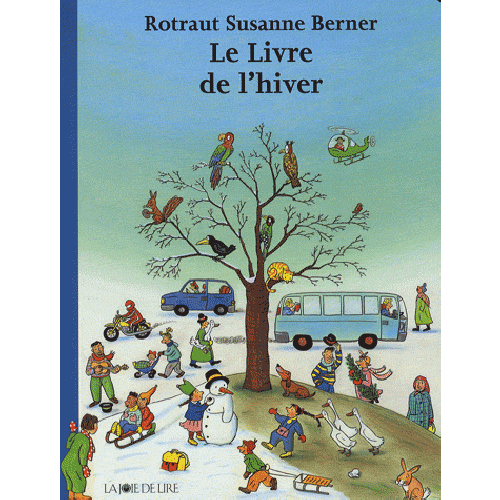 Rotraut Susanne Berner
Le Livre
de l'hiver
LA JOIE DE LIRE